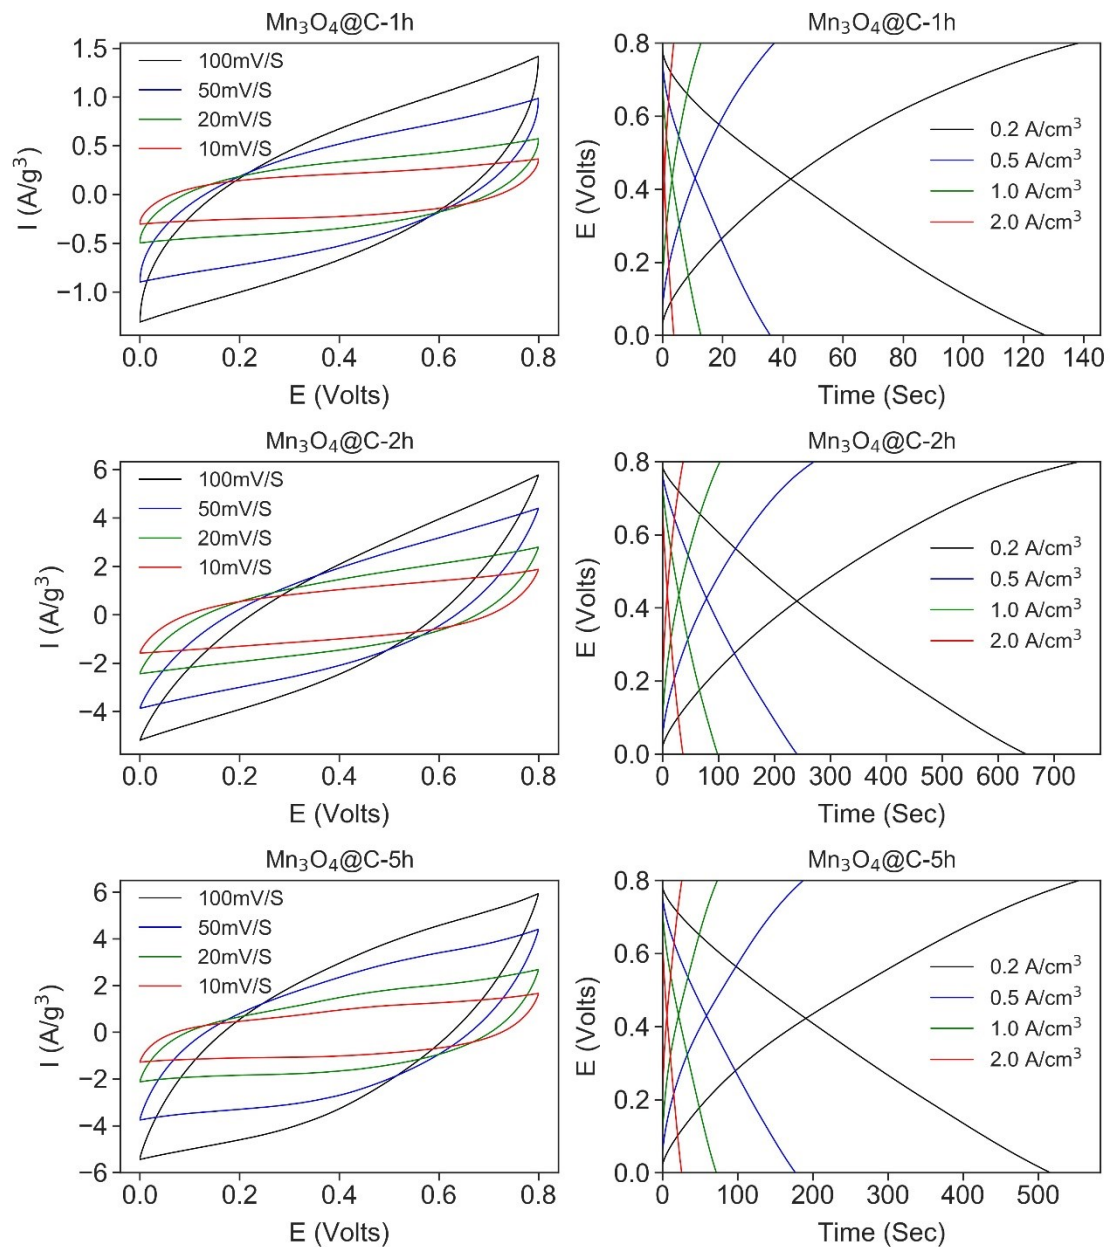 Mn₃O₄@C-1h
1.5
1.0
0.5
0.0
−0.5
−1.0
I (A/g³)
100mV/S
50mV/S
20mV/S
10mV/S
0.0 0.2 0.4 0.6 0.8
E (Volts)
Mn₃O₄@C-1h
0.8
0.6
0.4
0.2
0.0
E (Volts)
0.2 A/cm³
0.5 A/cm³
1.0 A/cm³
2.0 A/cm³
0 20 40 60 80 100 120 140
Time (Sec)
Mn₃O₄@C-2h
6
4
2
0
−2
−4
I (A/g³)
100mV/S
50mV/S
20mV/S
10mV/S
0.0 0.2 0.4 0.6 0.8
E (Volts)
Mn₃O₄@C-2h
0.8
0.6
0.4
0.2
0.0
E (Volts)
0.2 A/cm³
0.5 A/cm³
1.0 A/cm³
2.0 A/cm³
0 100 200 300 400 500 600 700
Time (Sec)
Mn₃O₄@C-5h
6
4
2
0
−2
−4
−6
I (A/g³)
100mV/S
50mV/S
20mV/S
10mV/S
0.0 0.2 0.4 0.6 0.8
E (Volts)
Mn₃O₄@C-5h
0.8
0.6
0.4
0.2
0.0
E (Volts)
0.2 A/cm³
0.5 A/cm³
1.0 A/cm³
2.0 A/cm³
0 100 200 300 400 500
Time (Sec)